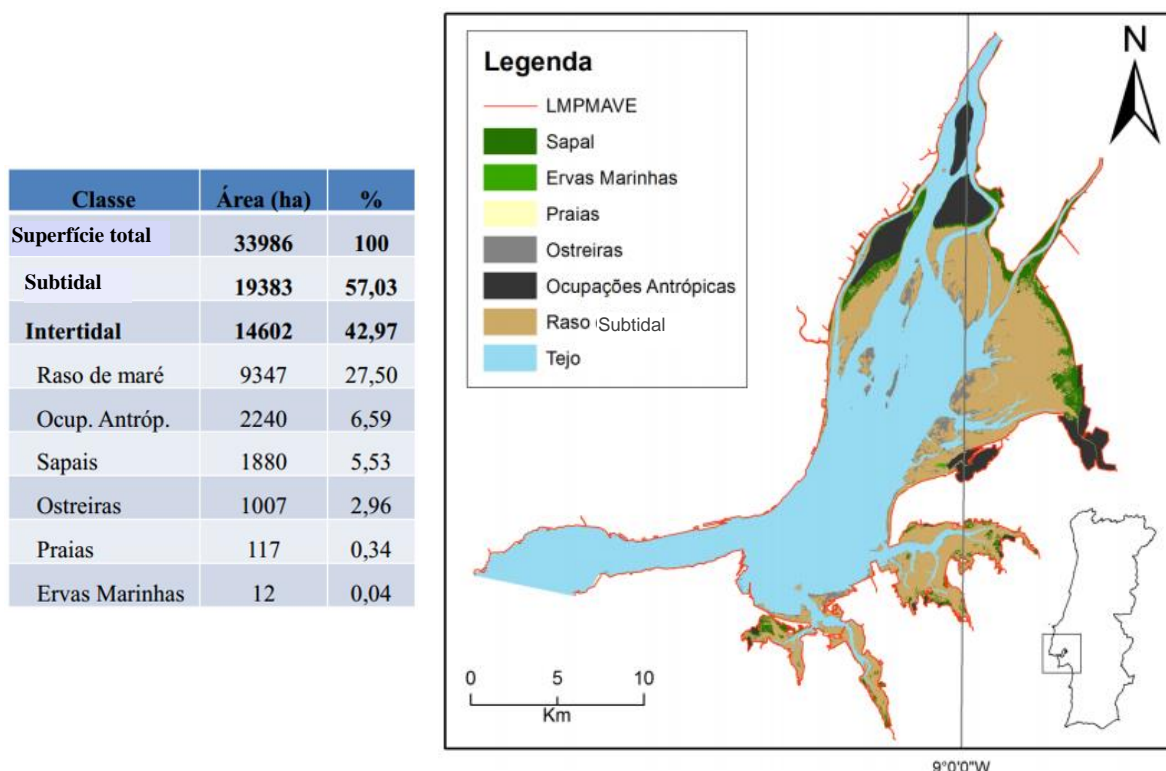 Classe Área (ha) %
Superfície total 33986 100
Subtidal 19383 57,03
Intertidal 14602 42,97
Raso de maré 9347 27,50
Ocup. Antróp. 2240 6,59
Sapais 1880 5,53
Ostreiras 1007 2,96
Praias 117 0,34
Ervas Marinhas 12 0,04
Legenda
LMPMAVE
Sapal
Ervas Marinhas
Praias
Ostreiras
Ocupações Antrópicas
Raso Subtidal
Tejo
N
0 5 10
Km
9°0'0"W